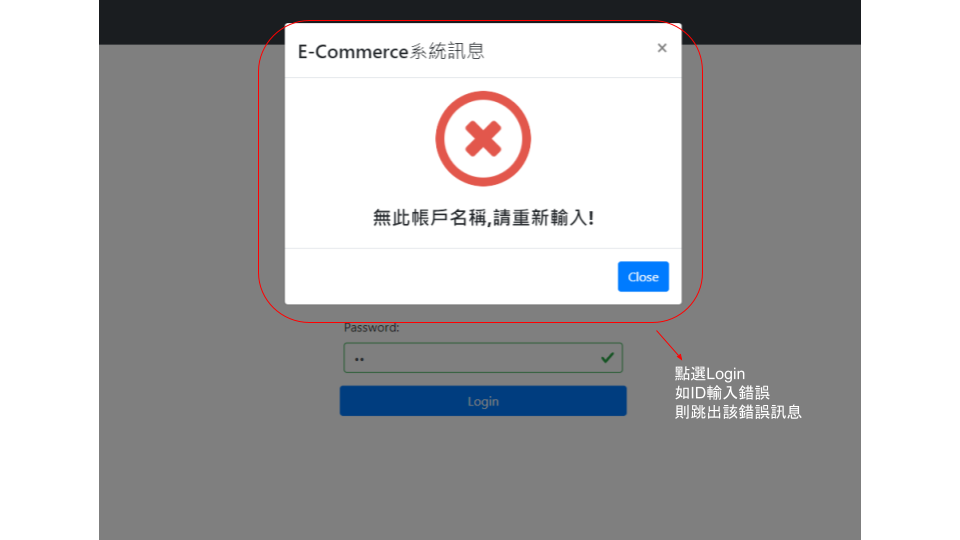 E-Commerce系統訊息
×
無此帳戶名稱,請重新輸入!
Close
Password:
••
Login
點選Login
如ID輸入錯誤
則跳出該錯誤訊息